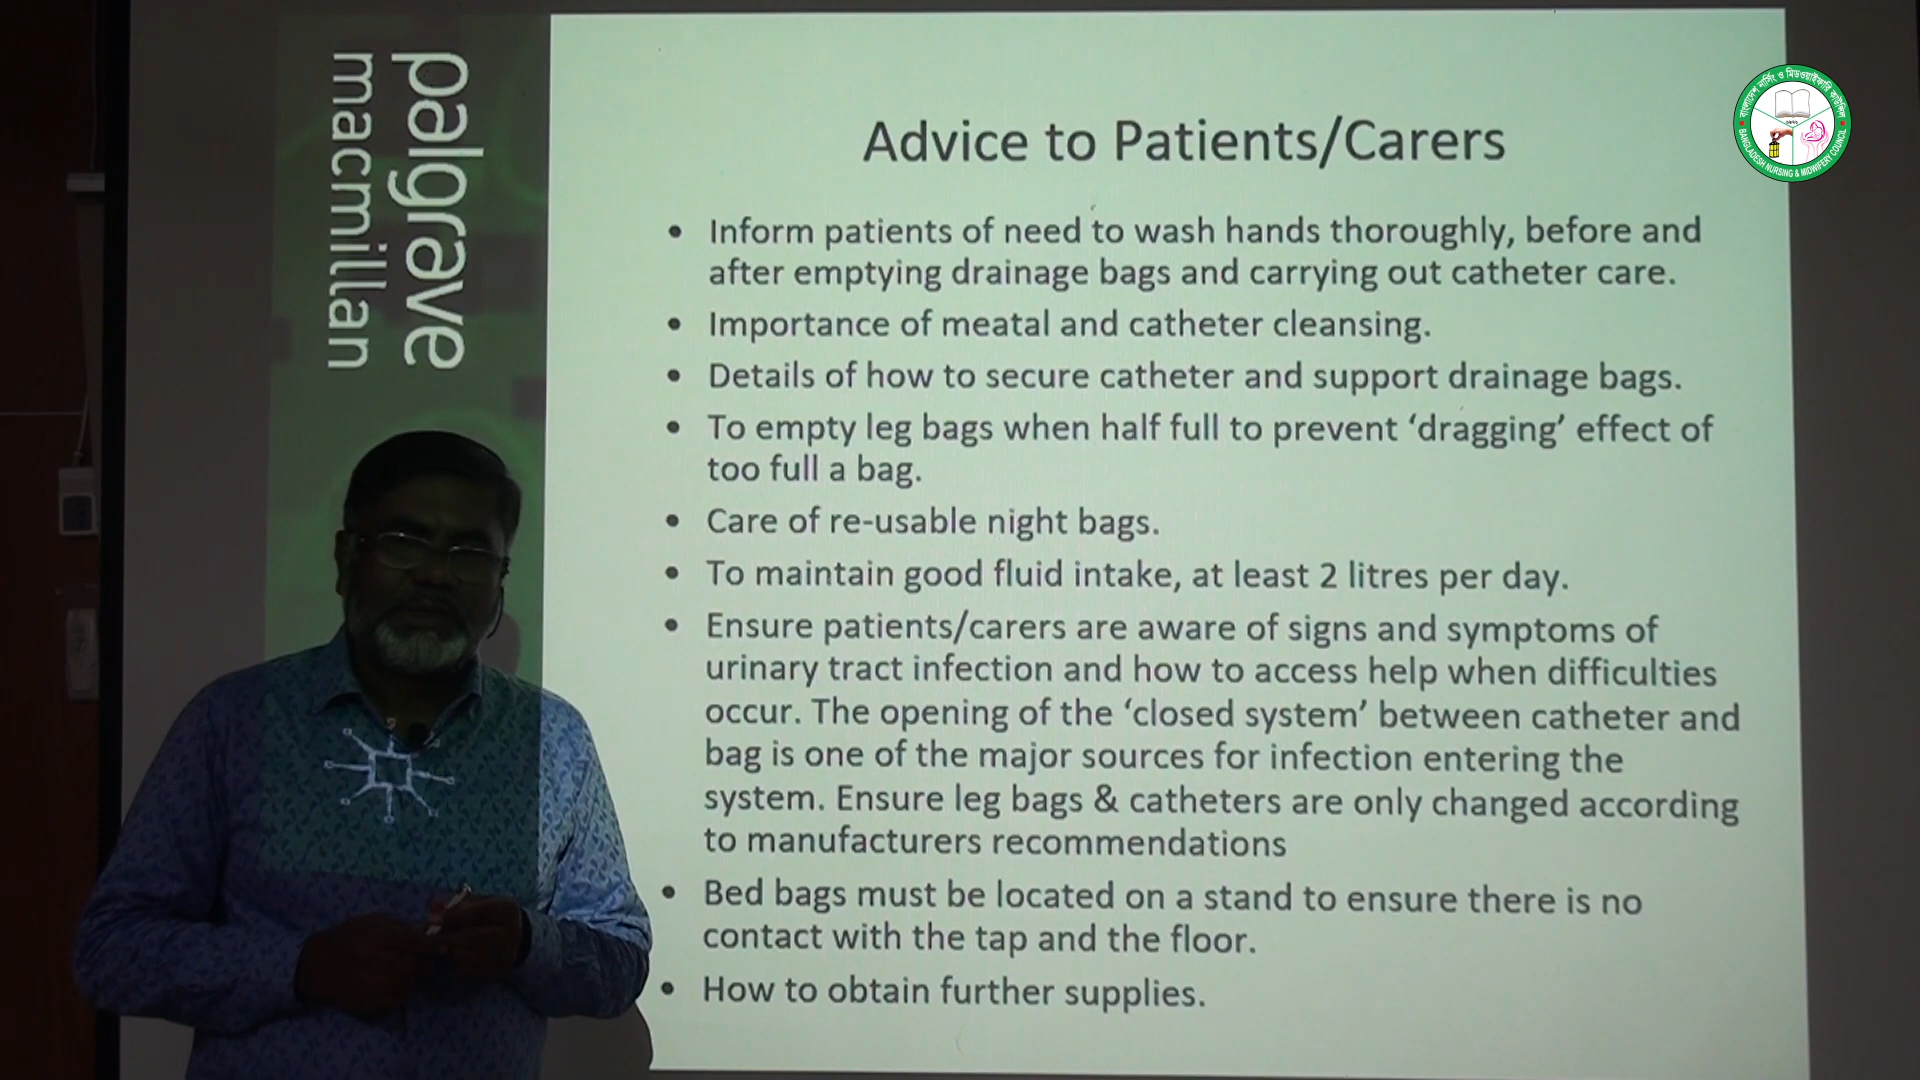 palgrave
macmillan
Advice to Patients/Carers
• Inform patients of need to wash hands thoroughly, before and
after emptying drainage bags and carrying out catheter care.
• Importance of meatal and catheter cleansing.
• Details of how to secure catheter and support drainage bags.
• To empty leg bags when half full to prevent ‘dragging’ effect of
too full a bag.
• Care of re-usable night bags.
• To maintain good fluid intake, at least 2 litres per day.
• Ensure patients/carers are aware of signs and symptoms of
urinary tract infection and how to access help when difficulties
occur. The opening of the ‘closed system’ between catheter and
bag is one of the major sources for infection entering the
system. Ensure leg bags & catheters are only changed according
to manufacturers recommendations
• Bed bags must be located on a stand to ensure there is no
contact with the tap and the floor.
• How to obtain further supplies.
বাংলাদেশ নার্সিং ও মিডওয়াইফারি কাউন্সিল
BANGLADESH NURSING & MIDWIFERY COUNCIL